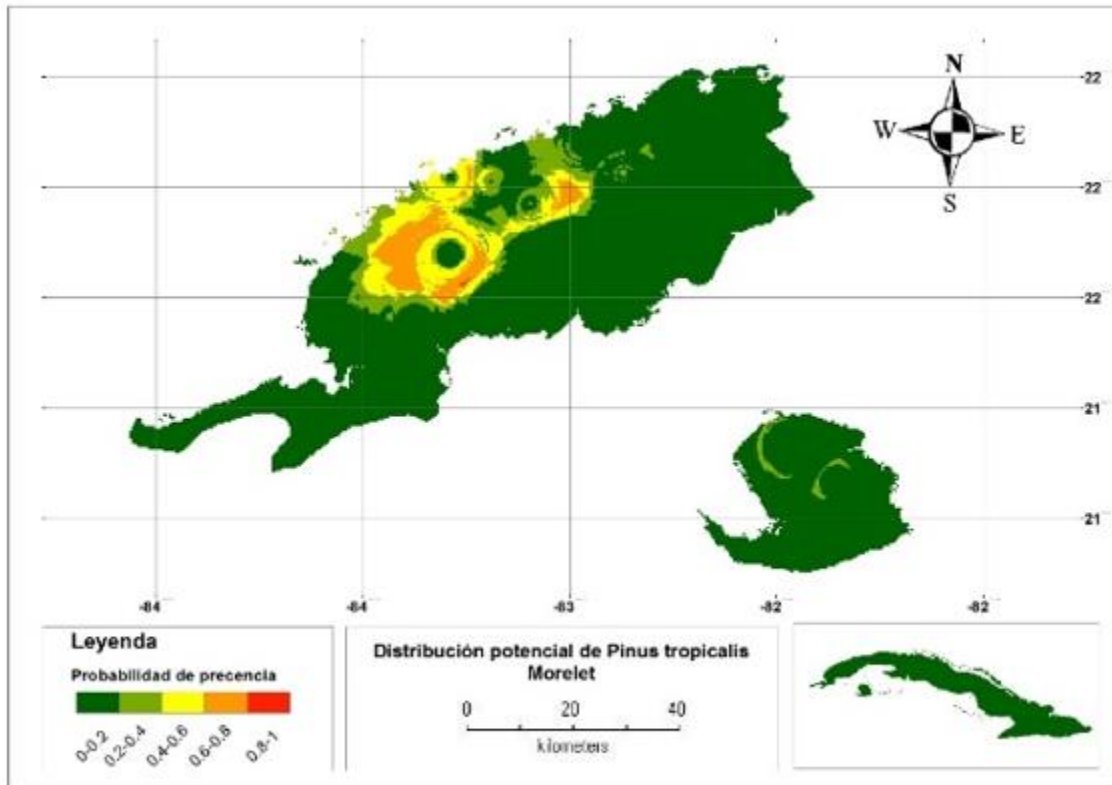 N
W E
S
22
22
22
21
21
-84 -84 -83 -82 -82
Leyenda
Probabilidad de precencia
0-0.2 0.2-0.4 0.4-0.6 0.6-0.8 0.8-1
Distribución potencial de Pinus tropicalis
Morelet
0 20 40
kilometers